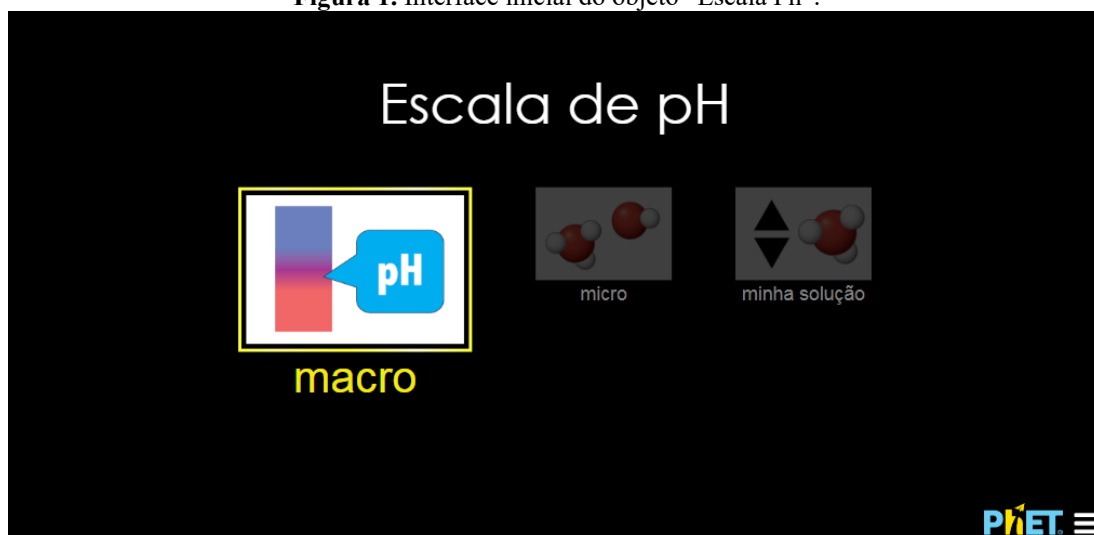 Figura 1. Interface inicial do objeto "Escala Ph".
Escala de pH
pH
macro
micro
minha solução
PhET